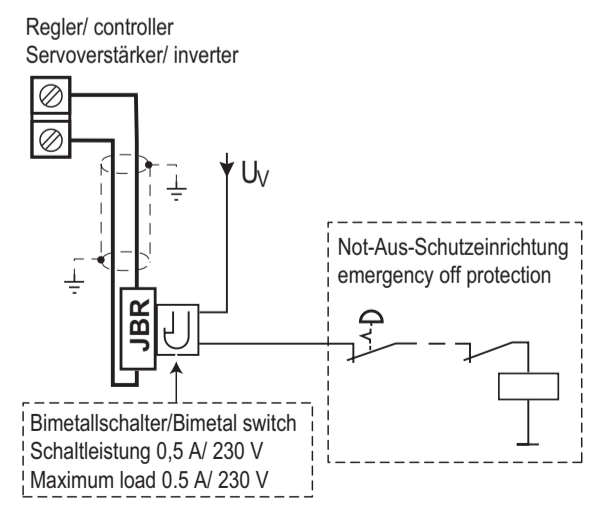 Regler/ controller
Servoverstärker/ inverter
UV
Not-Aus-Schutzeinrichtung
emergency off protection
JBR
Bimetallschalter/Bimetal switch
Schaltleistung 0,5 A/ 230 V
Maximum load 0.5 A/ 230 V